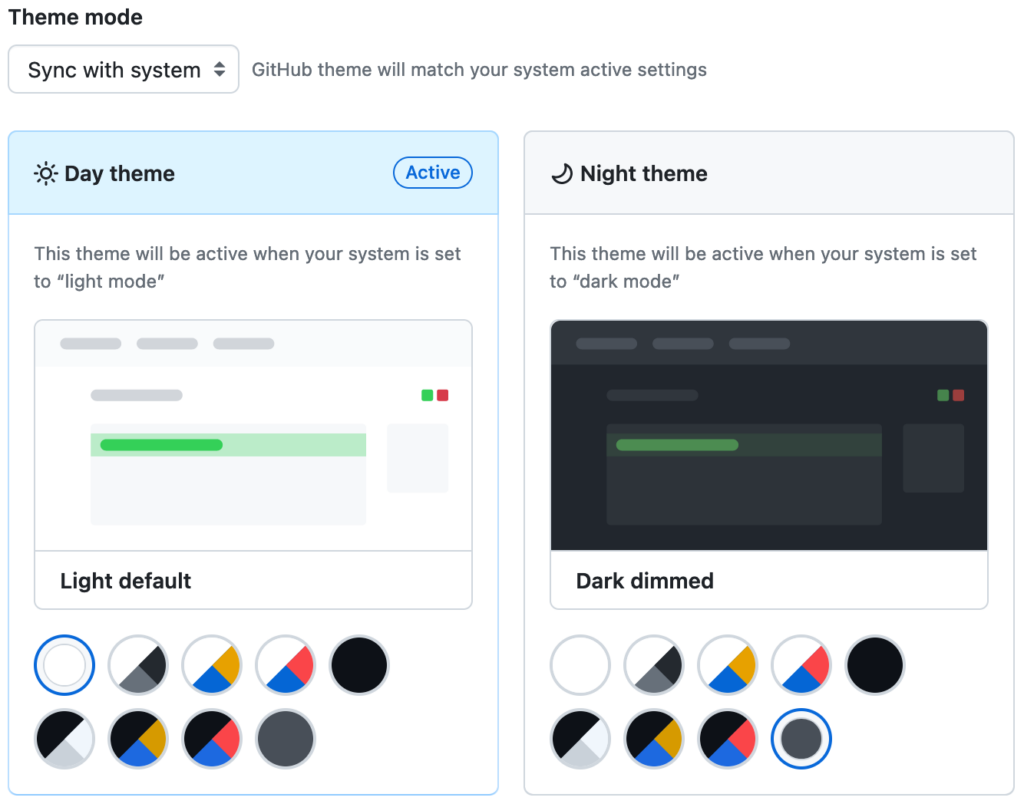 Theme mode
Sync with system
GitHub theme will match your system active settings
Day theme
Active
This theme will be active when your system is set
to “light mode”
Light default
Night theme
This theme will be active when your system is set
to “dark mode”
Dark dimmed